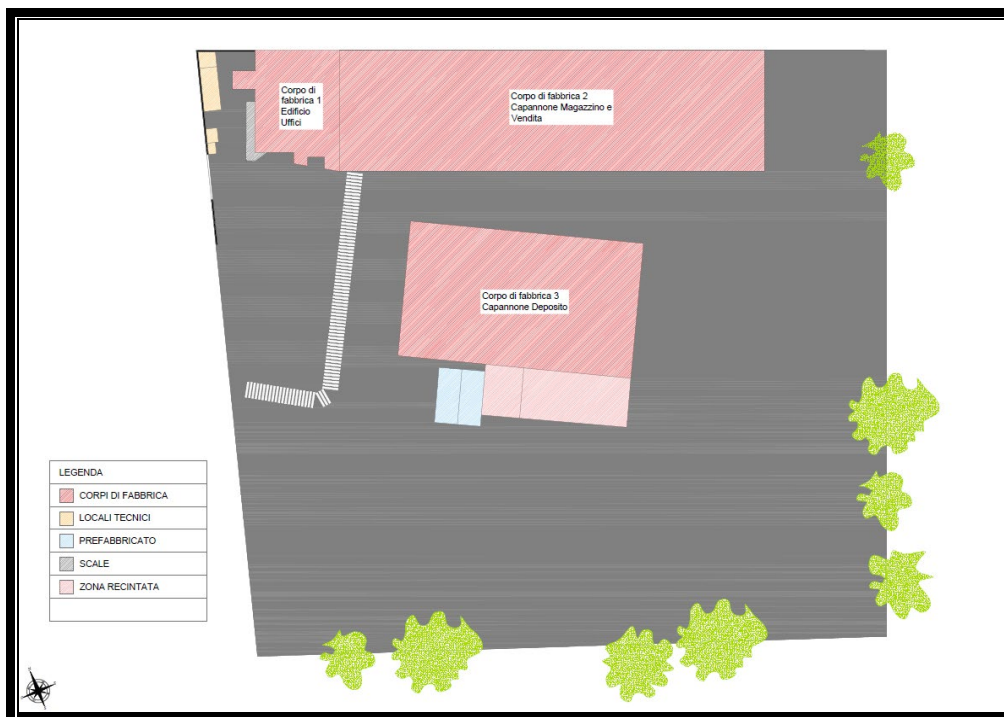 Corpo di
fabbrica 1
Edificio
Uffici
Corpo di fabbrica 2
Capannone Magazzino e
Vendita
Corpo di fabbrica 3
Capannone Deposito
LEGENDA
CORPI DI FABBRICA
LOCALI TECNICI
PREFABBRICATO
SCALE
ZONA RECINTATA